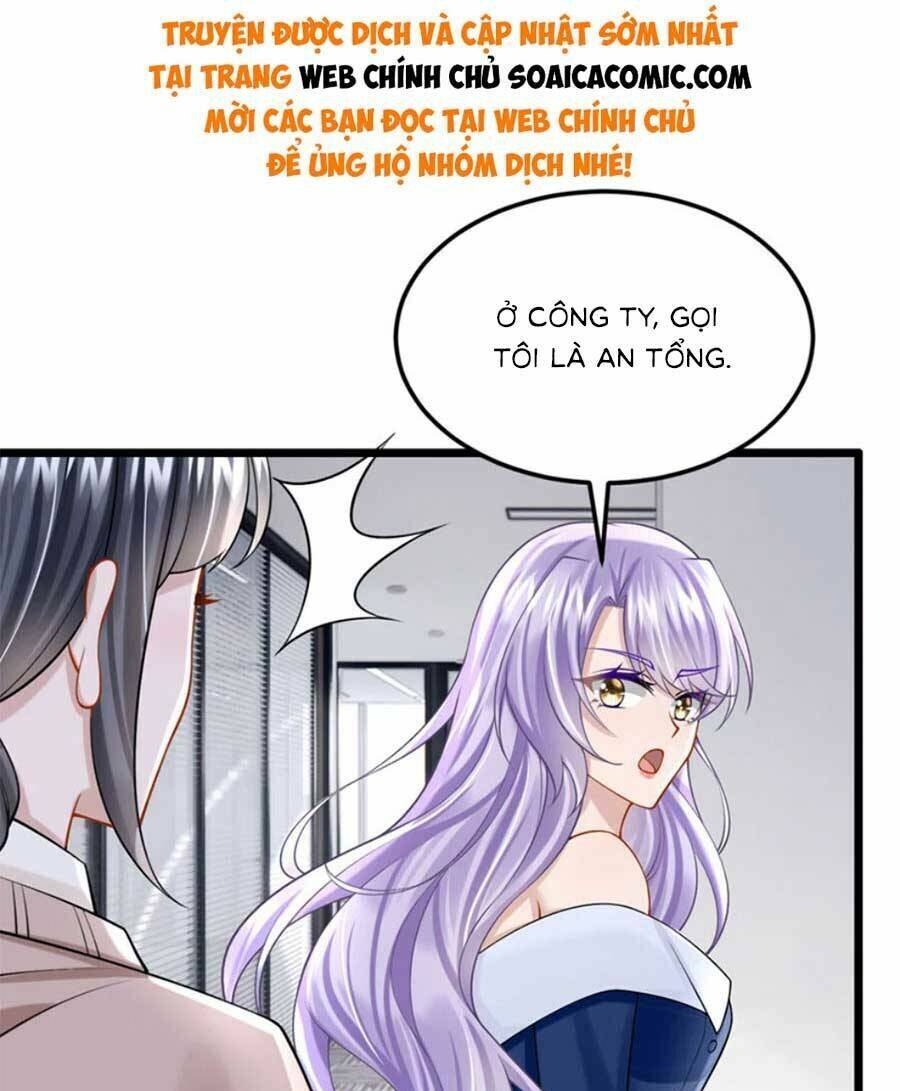 TRUYỆN ĐƯỢC DỊCH VÀ CẬP NHẬT SỚM NHẤT
TẠI TRANG WEB CHÍNH CHỦ SOAICACOMIC.COM
MỜI CÁC BẠN ĐỌC TẠI WEB CHÍNH CHỦ
ĐỂ ỦNG HỘ NHÓM DỊCH NHÉ!
Ở CÔNG TY, GỌI
TÔI LÀ AN TỔNG.